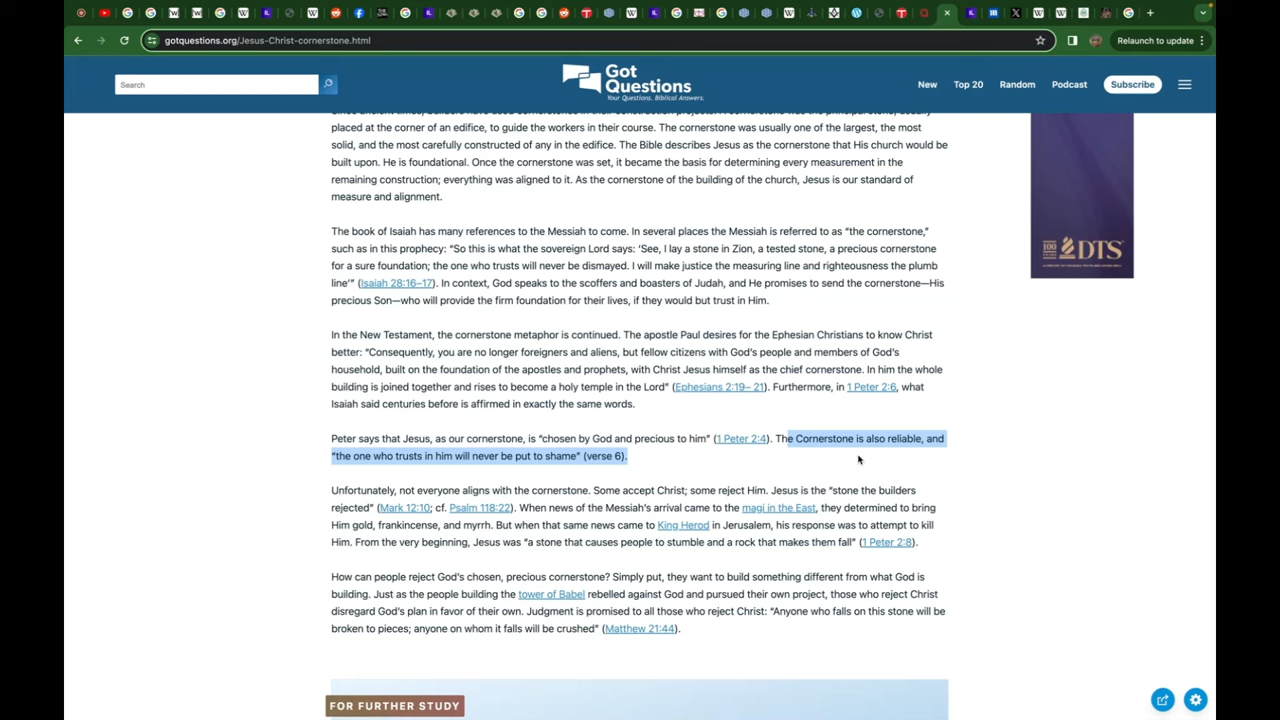 gotquestions.org/Jesus-Christ-cornerstone.html
Relaunch to update
Search
Got
Questions
Your Questions. Biblical Answers.
New
Top 20
Random
Podcast
Subscribe
placed at the corner of an edifice, to guide the workers in their course. The cornerstone was usually one of the largest, the most
solid, and the most carefully constructed of any in the edifice. The Bible describes Jesus as the cornerstone that His church would be
built upon. He is foundational. Once the cornerstone was set, it became the basis for determining every measurement in the
remaining construction; everything was aligned to it. As the cornerstone of the building of the church, Jesus is our standard of
measure and alignment.
The book of Isaiah has many references to the Messiah to come. In several places the Messiah is referred to as “the cornerstone,”
such as in this prophecy: “So this is what the sovereign Lord says: ‘See, I lay a stone in Zion, a tested stone, a precious cornerstone
for a sure foundation; the one who trusts will never be dismayed. I will make justice the measuring line and righteousness the plumb
line’” (Isaiah 28:16–17). In context, God speaks to the scoffers and boasters of Judah, and He promises to send the cornerstone—His
precious Son—who will provide the firm foundation for their lives, if they would but trust in Him.
In the New Testament, the cornerstone metaphor is continued. The apostle Paul desires for the Ephesian Christians to know Christ
better: “Consequently, you are no longer foreigners and aliens, but fellow citizens with God’s people and members of God’s
household, built on the foundation of the apostles and prophets, with Christ Jesus himself as the chief cornerstone. In him the whole
building is joined together and rises to become a holy temple in the Lord” (Ephesians 2:19– 21). Furthermore, in 1 Peter 2:6, what
Isaiah said centuries before is affirmed in exactly the same words.
Peter says that Jesus, as our cornerstone, is “chosen by God and precious to him” (1 Peter 2:4). The Cornerstone is also reliable, and
“the one who trusts in him will never be put to shame” (verse 6).
Unfortunately, not everyone aligns with the cornerstone. Some accept Christ; some reject Him. Jesus is the “stone the builders
rejected” (Mark 12:10; cf. Psalm 118:22). When news of the Messiah’s arrival came to the magi in the East, they determined to bring
Him gold, frankincense, and myrrh. But when that same news came to King Herod in Jerusalem, his response was to attempt to kill
Him. From the very beginning, Jesus was “a stone that causes people to stumble and a rock that makes them fall” (1 Peter 2:8).
How can people reject God’s chosen, precious cornerstone? Simply put, they want to build something different from what God is
building. Just as the people building the tower of Babel rebelled against God and pursued their own project, those who reject Christ
disregard God’s plan in favor of their own. Judgment is promised to all those who reject Christ: “Anyone who falls on this stone will be
broken to pieces; anyone on whom it falls will be crushed” (Matthew 21:44).
100
DTS
FOR FURTHER STUDY